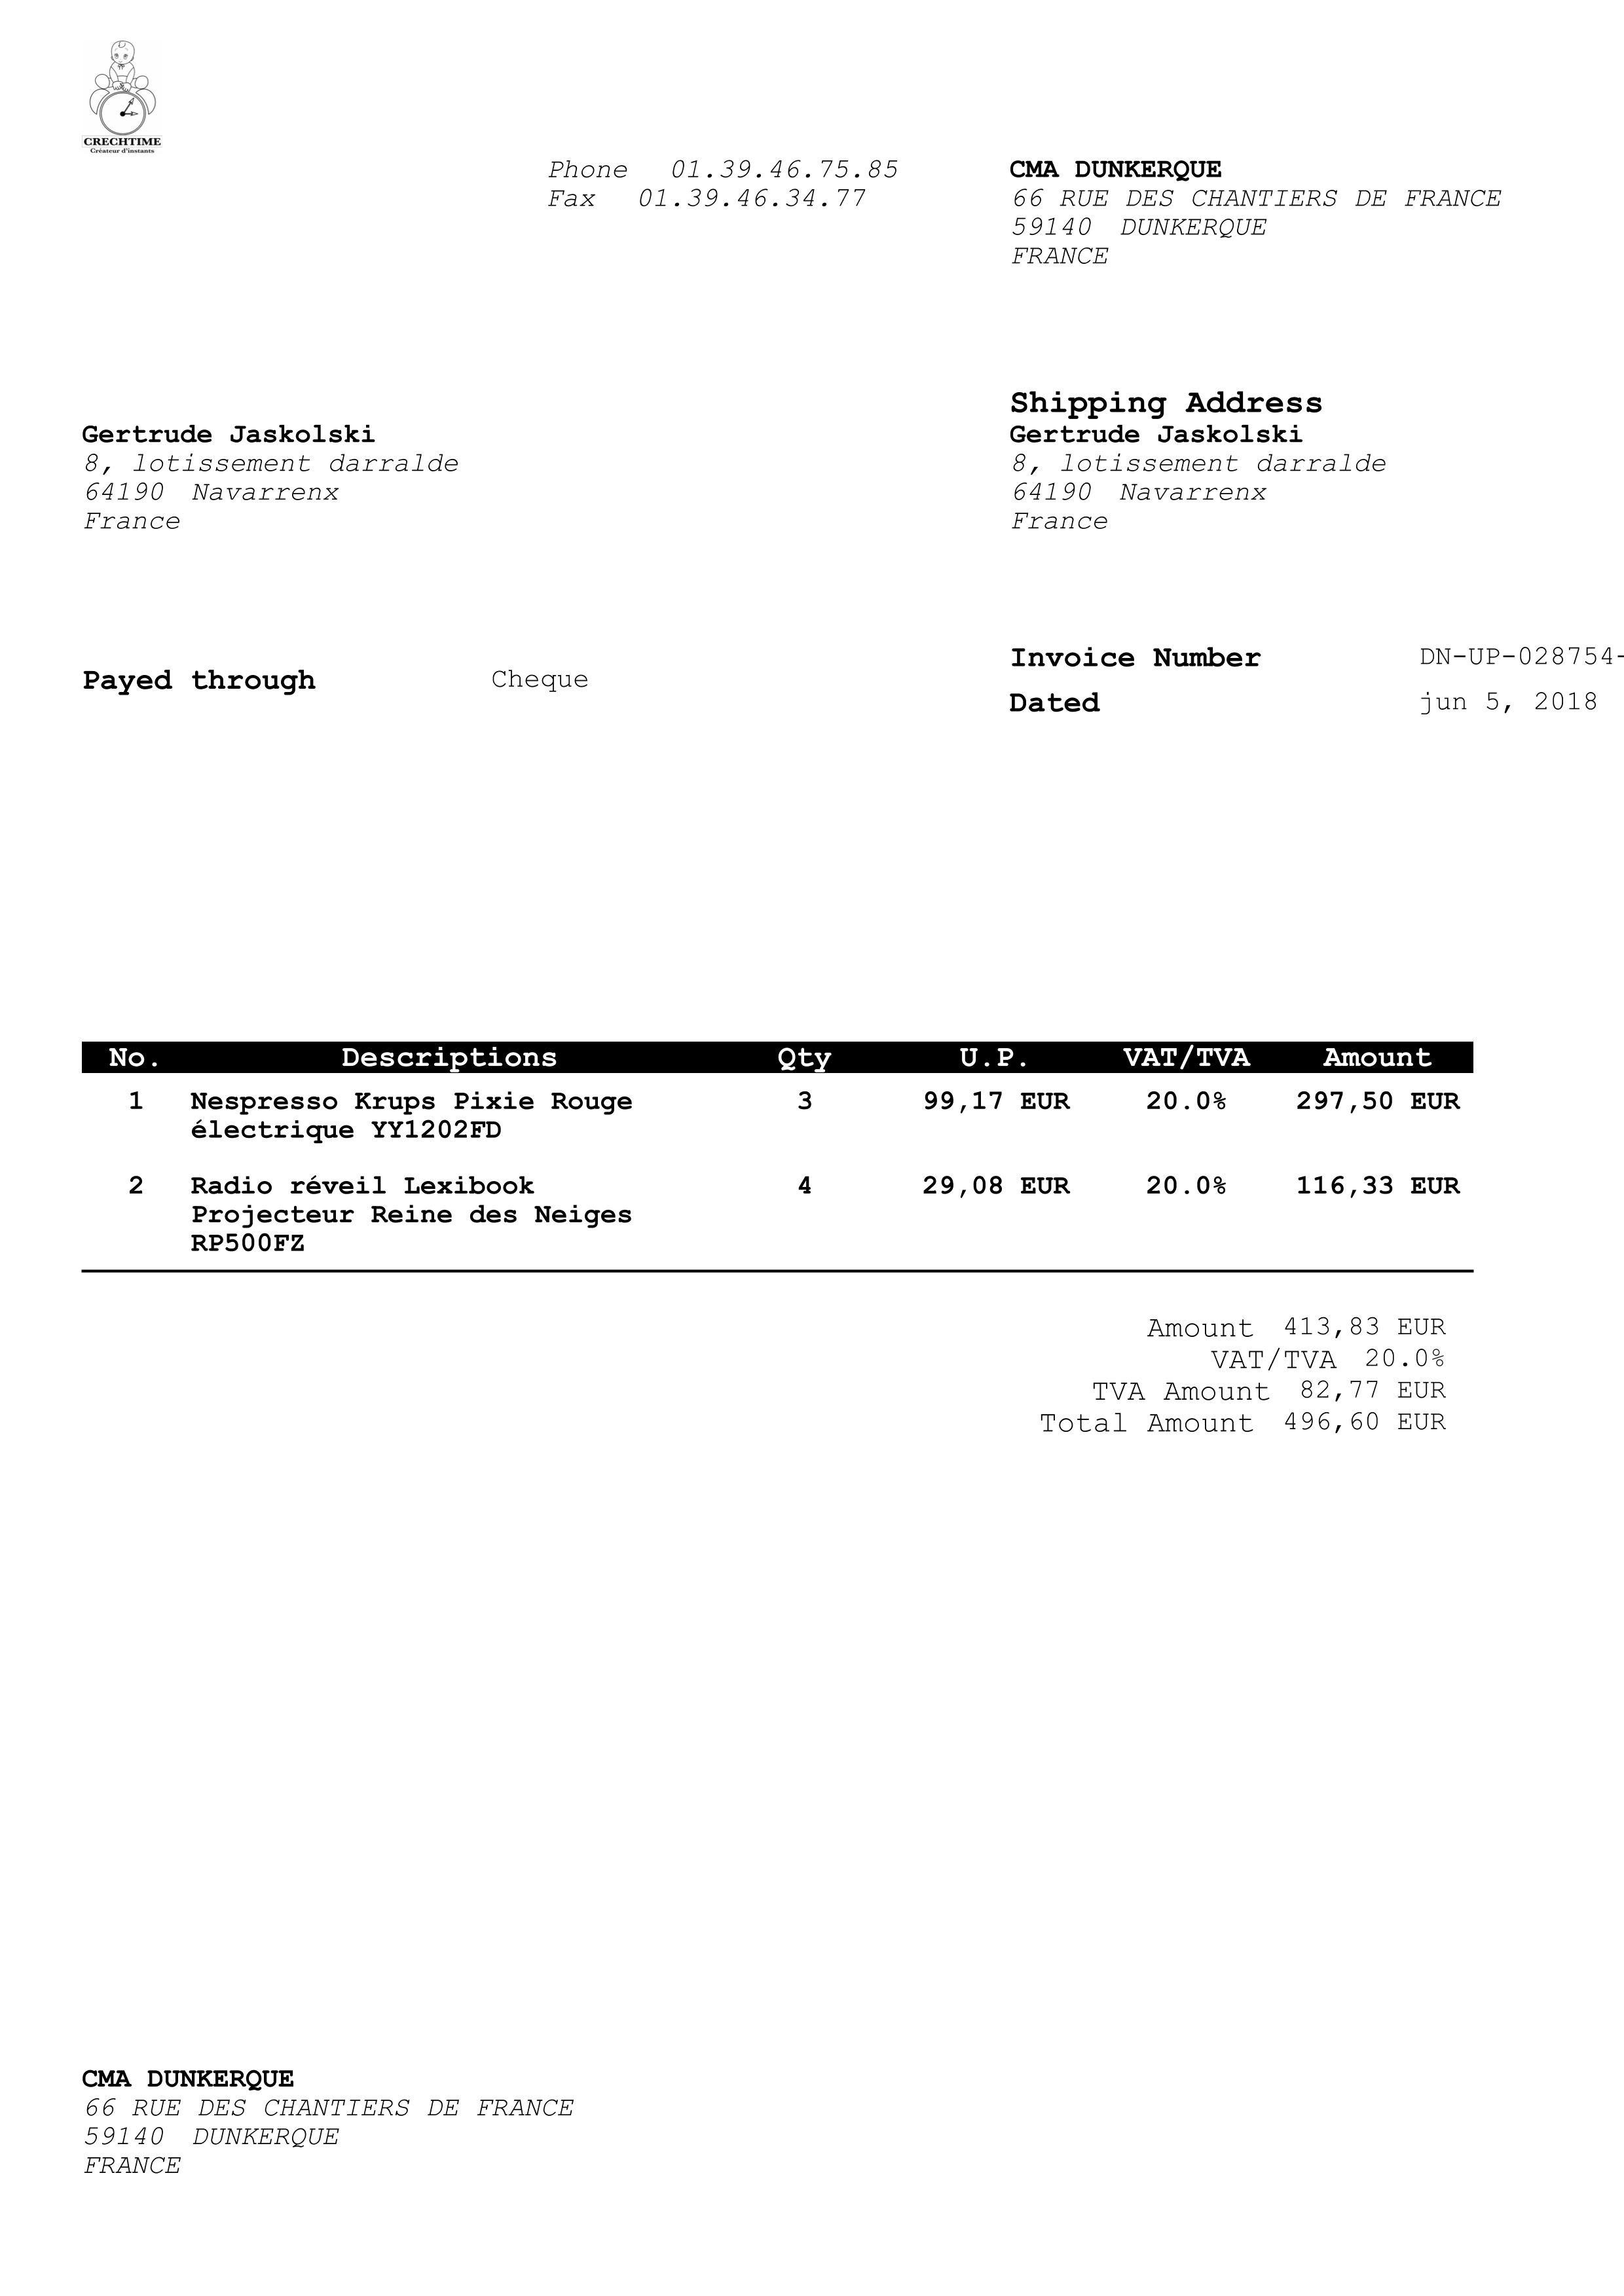 CRECHTIME
Créateur d'instants
Phone 01.39.46.75.85
Fax 01.39.46.34.77
CMA DUNKERQUE
66 RUE DES CHANTIERS DE FRANCE
59140 DUNKERQUE
FRANCE
Gertrude Jaskolski
8, lotissement darralde
64190 Navarrenx
France
Shipping Address
Gertrude Jaskolski
8, lotissement darralde
64190 Navarrenx
France
Payed through Cheque
Invoice Number DN-UP-028754-
Dated jun 5, 2018
No. Descriptions Qty U.P. VAT/TVA Amount
1 Nespresso Krups Pixie Rouge 3 99,17 EUR 20.0% 297,50 EUR
électrique YY1202FD
2 Radio réveil Lexibook 4 29,08 EUR 20.0% 116,33 EUR
Projecteur Reine des Neiges
RP500FZ
Amount 413,83 EUR
VAT/TVA 20.0%
TVA Amount 82,77 EUR
Total Amount 496,60 EUR
CMA DUNKERQUE
66 RUE DES CHANTIERS DE FRANCE
59140 DUNKERQUE
FRANCE